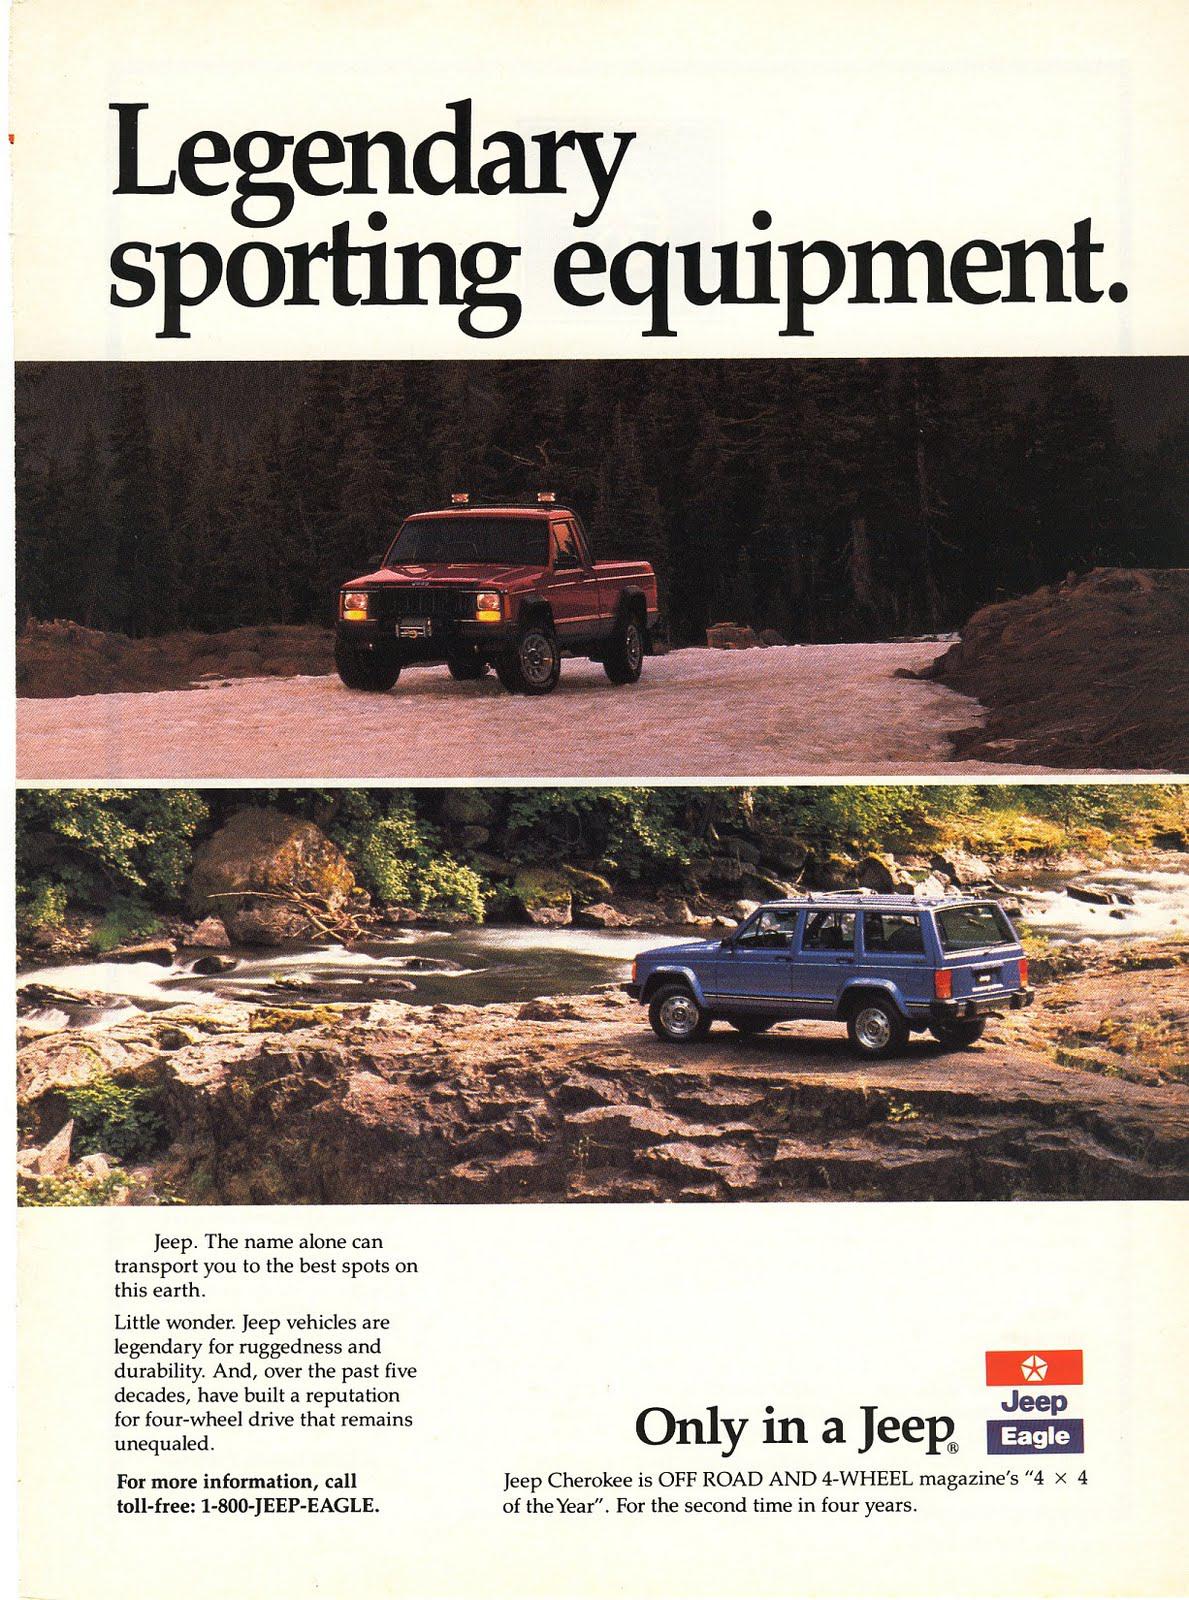 Legendary
sporting equipment.
Jeep
Jeep. The name alone can
transport you to the best spots on
this earth.
Little wonder. Jeep vehicles are
legendary for ruggedness and
durability. And, over the past five
decades, have built a reputation
for four-wheel drive that remains
unequaled.
For more information, call
toll-free: 1-800-JEEP-EAGLE.
Only in a Jeep®
Jeep
Eagle
Jeep Cherokee is OFF ROAD AND 4-WHEEL magazine's "4 × 4
of the Year". For the second time in four years.